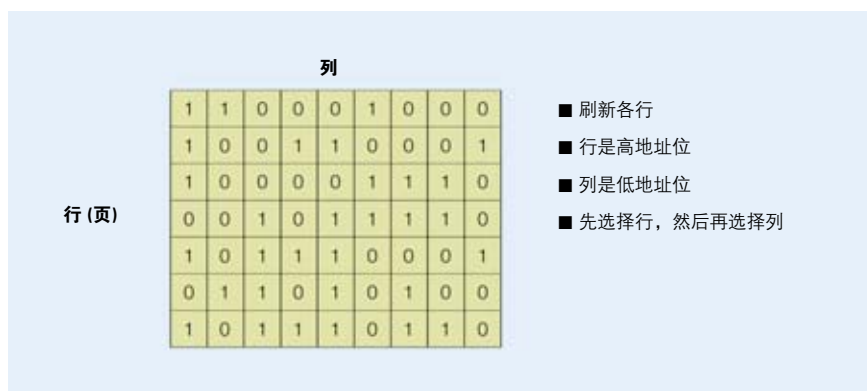 列
1 1 0 0 0 1 0 0 0
1 0 0 1 1 0 0 0 1
1 0 0 0 0 1 1 1 0
0 0 1 0 1 1 1 1 0
1 0 1 1 1 0 0 0 1
0 1 1 0 1 0 1 0 0
1 0 1 1 1 0 1 1 0
行 (页)
■ 刷新各行
■ 行是高地址位
■ 列是低地址位
■ 先选择行，然后再选择列